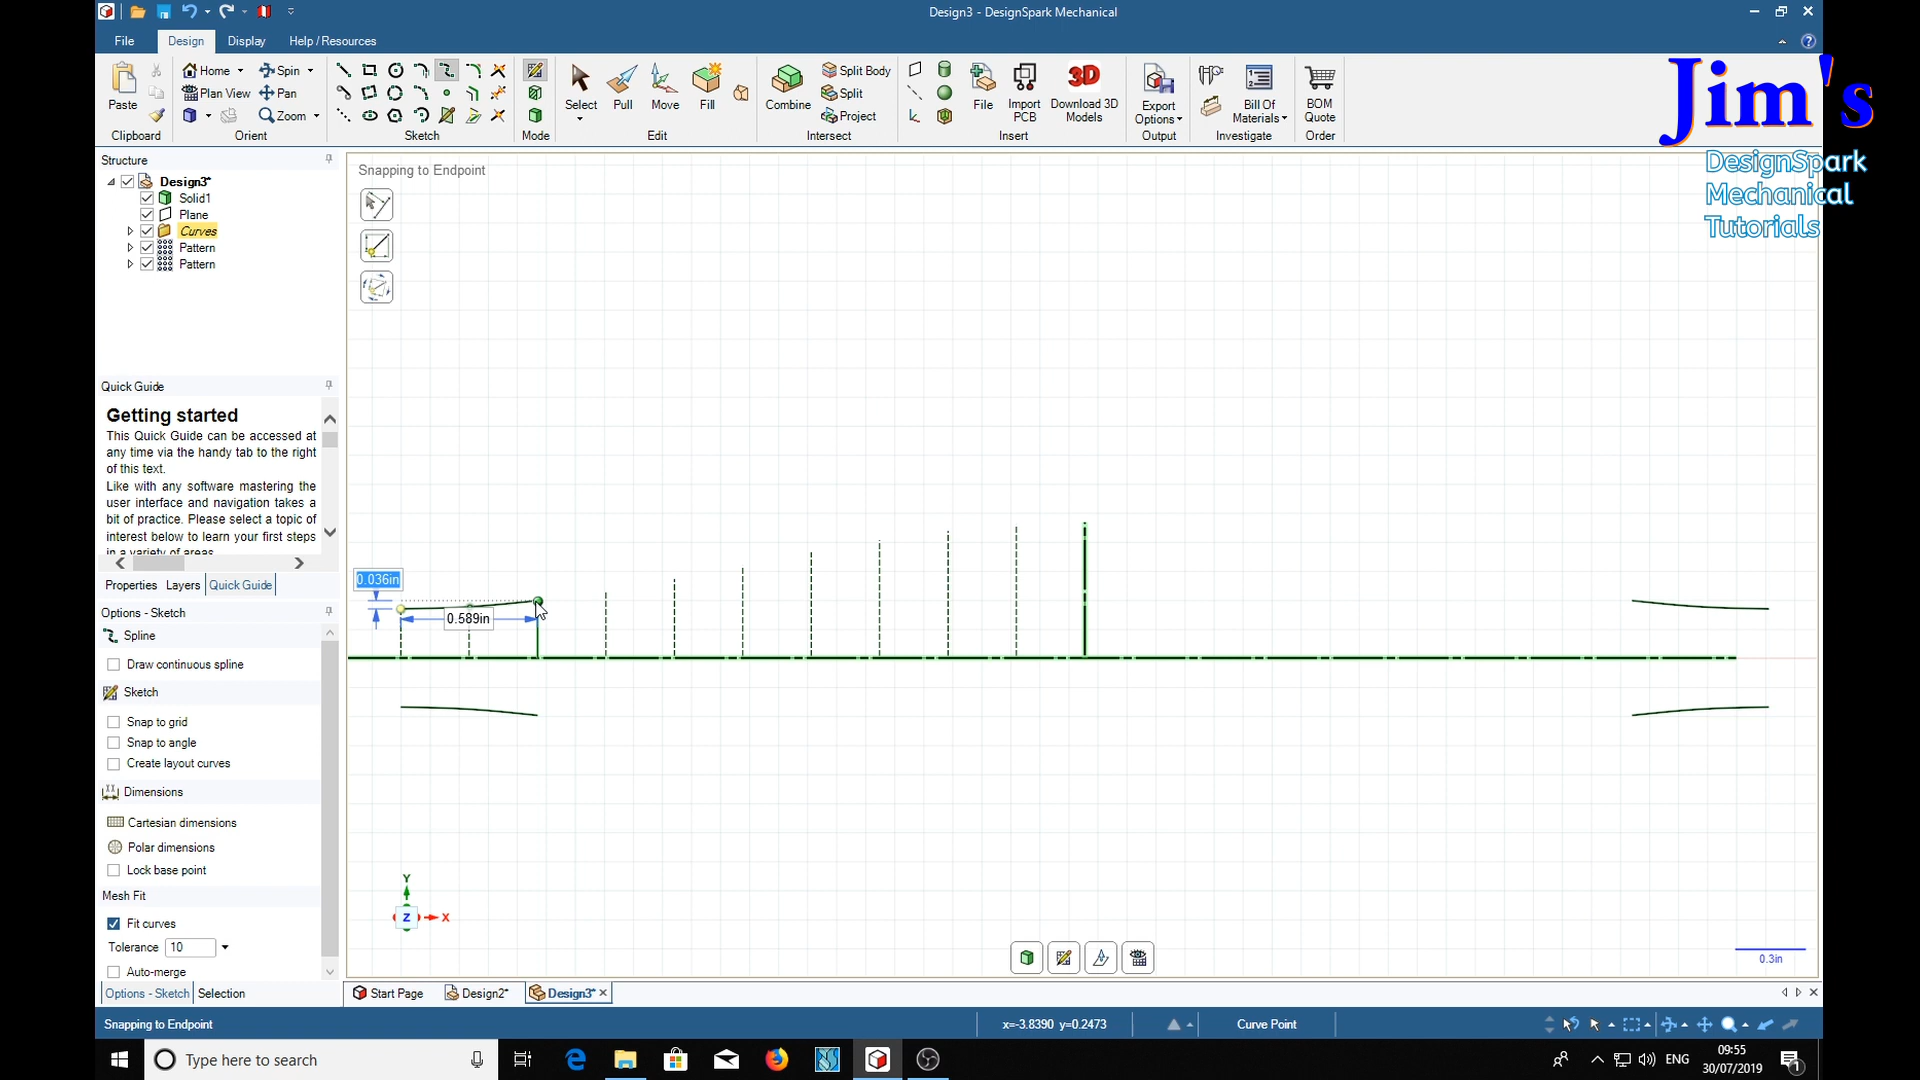 Design3 - DesignSpark Mechanical
File Design Display Help / Resources
Paste
Clipboard
Home Spin
Plan View Pan
Zoom
Orient
Sketch
Mode
Select Pull Move Fill
Edit
Combine
Split Body
Split
Project
Intersect
File
Import PCB
Download 3D Models
Insert
Export Options
Output
Bill Of Materials
Investigate
BOM Quote
Order
3D
Jim's
DesignSpark
Mechanical
Tutorials
Structure
Design3*
Solid1
Plane
Curves
Pattern
Pattern
Snapping to Endpoint
Quick Guide
Getting started
This Quick Guide can be accessed at
any time via the handy tab to the right
of this text.
Like with any software mastering the
user interface and navigation takes a
bit of practice. Please select a topic of
interest below to learn your first steps
in a variety of areas
Properties Layers Quick Guide
Options - Sketch
Spline
Draw continuous spline
Sketch
Snap to grid
Snap to angle
Create layout curves
Dimensions
Cartesian dimensions
Polar dimensions
Lock base point
Mesh Fit
Fit curves
Tolerance 10
Auto-merge
Options - Sketch Selection
0.036in
0.589in
Y
Z X
0.3in
Start Page Design2* Design3*
Snapping to Endpoint
x=-3.8390 y=0.2473
Curve Point
Type here to search
ENG
09:55
30/07/2019
1